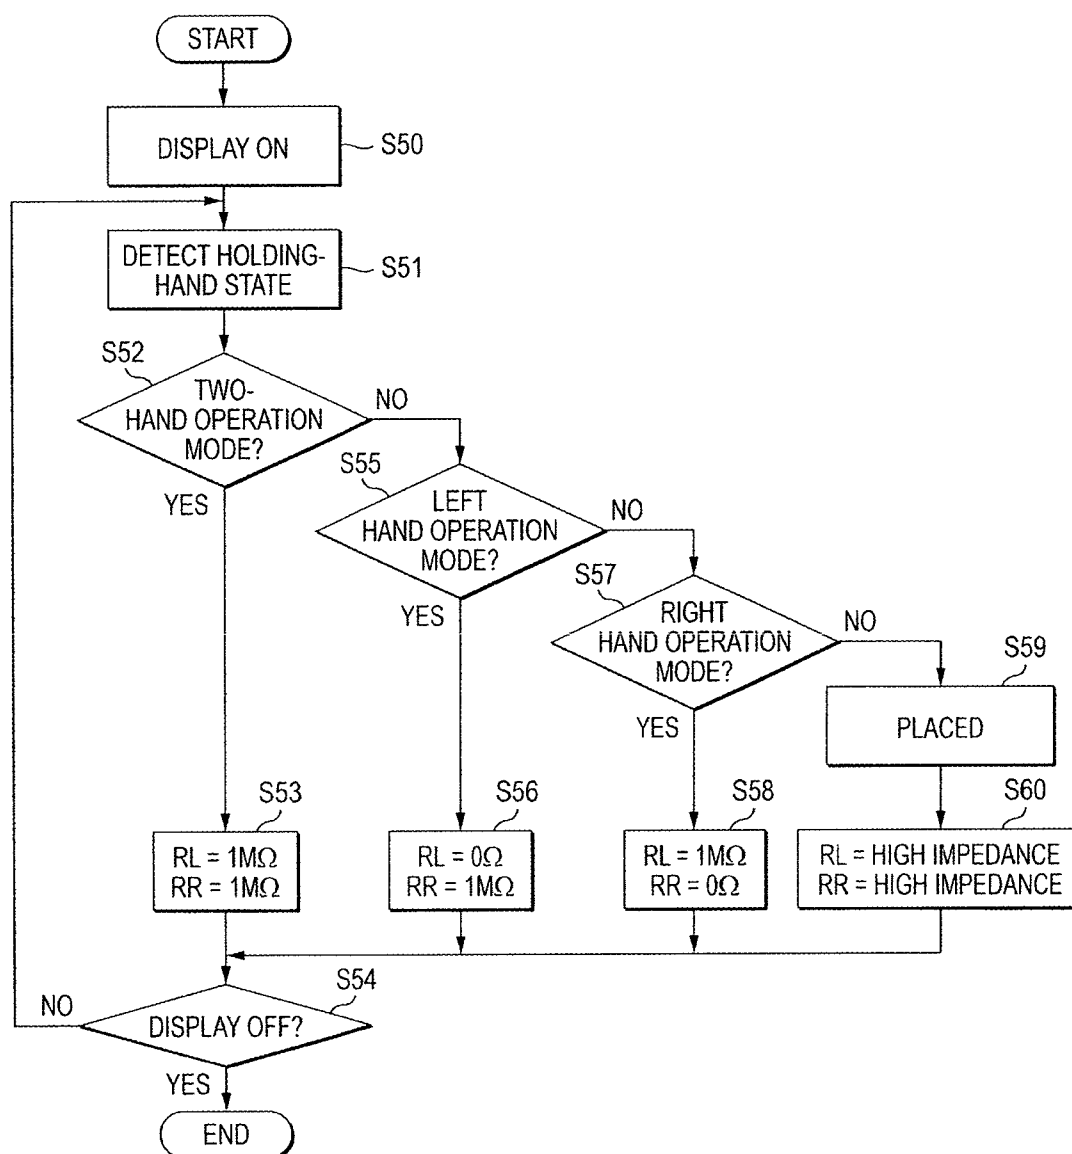 START
DISPLAY ON
S50
DETECT HOLDING-
HAND STATE
S51
S52
TWO-
HAND OPERATION
MODE?
NO
YES
S55
LEFT
HAND OPERATION
MODE?
NO
YES
S57
RIGHT
HAND OPERATION
MODE?
NO
YES
S59
PLACED
S53
RL = 1MΩ
RR = 1MΩ
S56
RL = 0Ω
RR = 1MΩ
S58
RL = 1MΩ
RR = 0Ω
S60
RL = HIGH IMPEDANCE
RR = HIGH IMPEDANCE
S54
DISPLAY OFF?
NO
YES
END